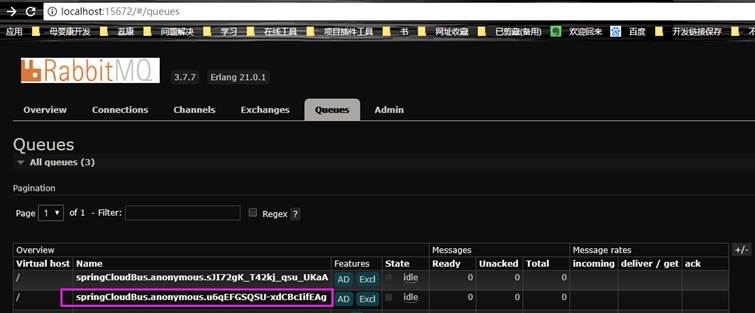 localhost:15672/#/queues
应用 母婴康开发 荔康 问题解决 学习 在线工具 项目插件工具 书 网址收藏 已剪藏(备用) 欢迎回来 百度 开发链接保存
RabbitMQ 3.7.7 Erlang 21.0.1
Overview Connections Channels Exchanges Queues Admin
Queues
All queues (3)
Pagination
Page 1 of 1 - Filter: Regex ?
Overview Messages Message rates +/-
Virtual host Name Features State Ready Unacked Total incoming deliver / get ack
/ springCloudBus.anonymous.sJI72gK_T42kj_qsu_UKaA AD Excl idle 0 0 0
/ springCloudBus.anonymous.u6qEFGSQSU-xdCBcIifEAg AD Excl idle 0 0 0